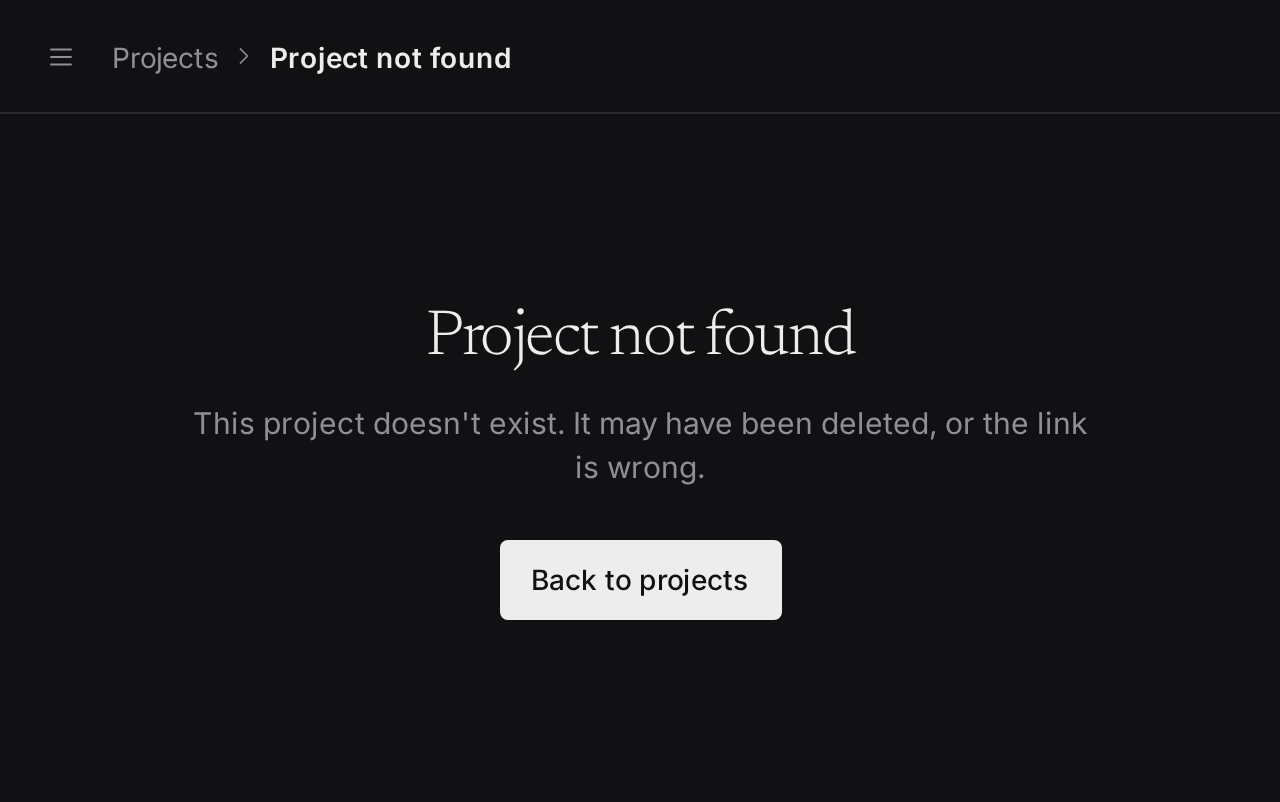 Projects > Project not found
Project not found
This project doesn't exist. It may have been deleted, or the link
is wrong.
Back to projects